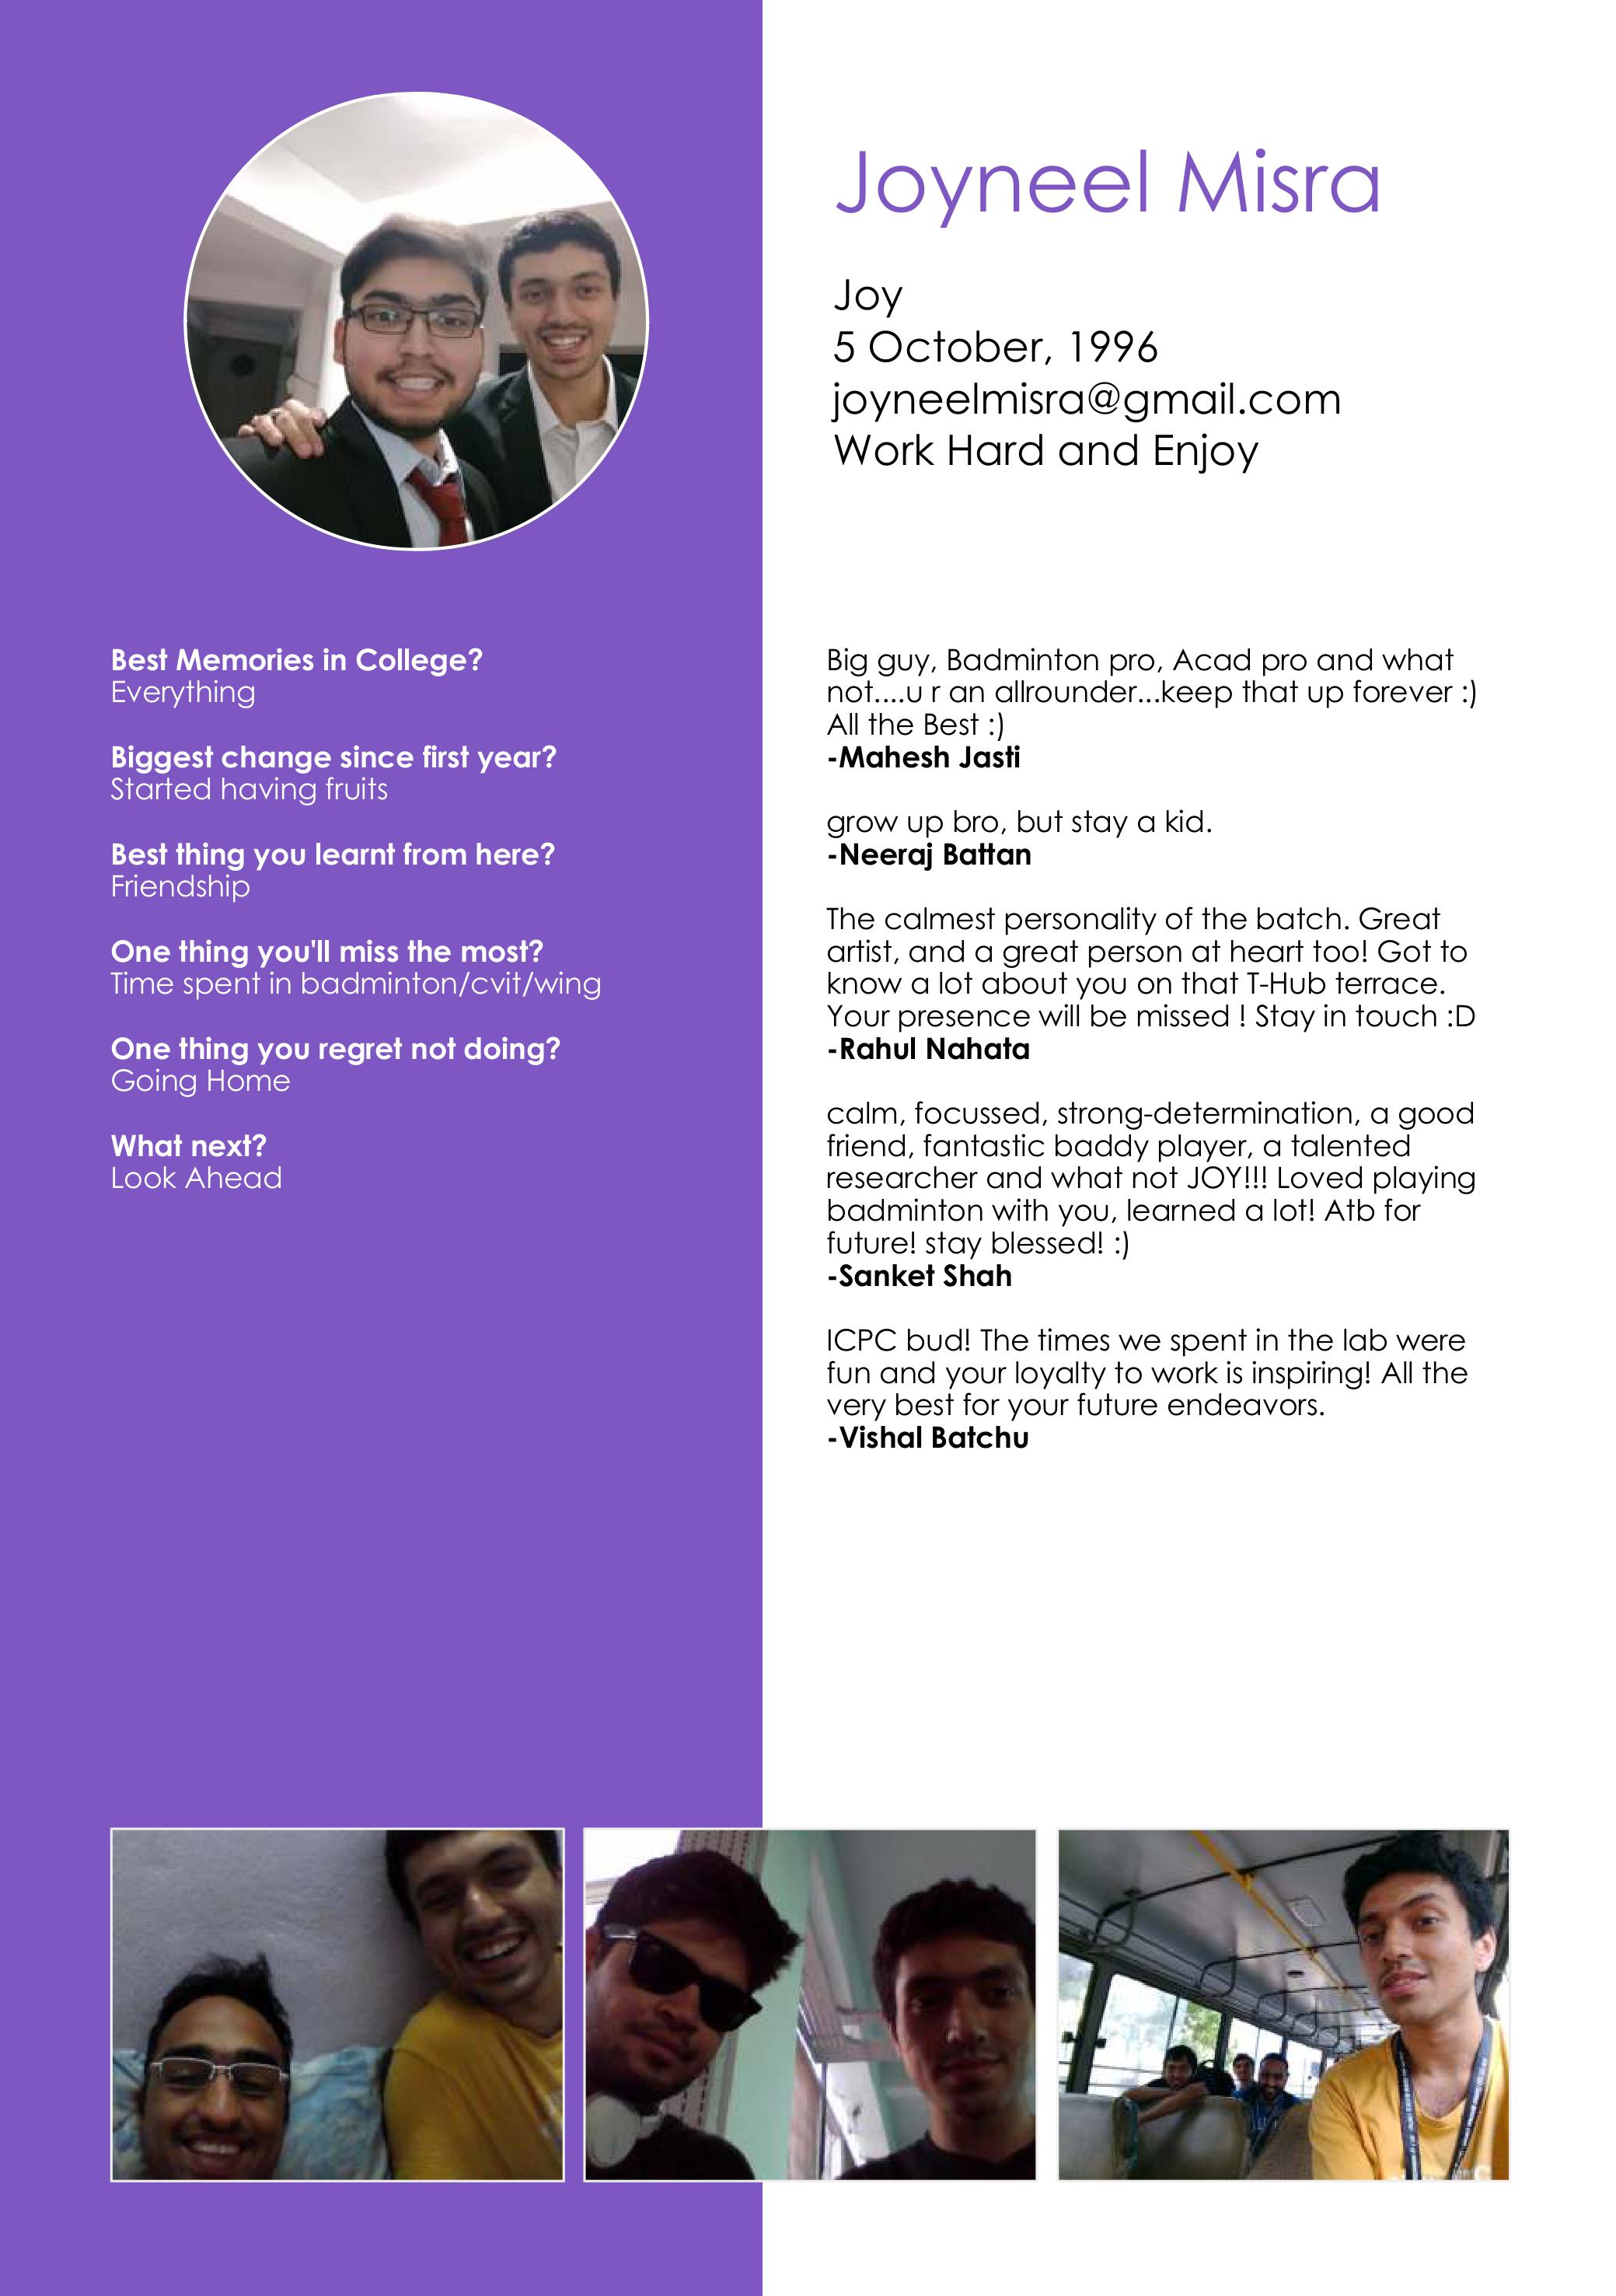 Joyneel Misra
Joy
5 October, 1996
joyneelmisra@gmail.com
Work Hard and Enjoy
Best Memories in College?
Everything
Biggest change since first year?
Started having fruits
Best thing you learnt from here?
Friendship
One thing you'll miss the most?
Time spent in badminton/cvit/wing
One thing you regret not doing?
Going Home
What next?
Look Ahead
Big guy, Badminton pro, Acad pro and what
not....u r an allrounder...keep that up forever :)
All the Best :)
-Mahesh Jasti
grow up bro, but stay a kid.
-Neeraj Battan
The calmest personality of the batch. Great
artist, and a great person at heart too! Got to
know a lot about you on that T-Hub terrace.
Your presence will be missed ! Stay in touch :D
-Rahul Nahata
calm, focussed, strong-determination, a good
friend, fantastic baddy player, a talented
researcher and what not JOY!!! Loved playing
badminton with you, learned a lot! Atb for
future! stay blessed! :)
-Sanket Shah
ICPC bud! The times we spent in the lab were
fun and your loyalty to work is inspiring! All the
very best for your future endeavors.
-Vishal Batchu